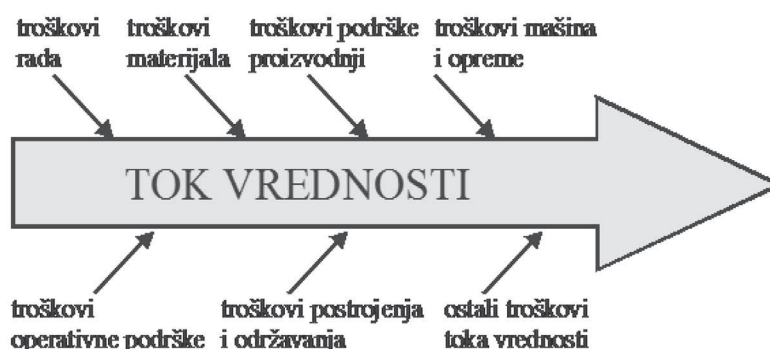 troškovi rada
troškovi materijala
troškovi podrške proizvodnji
troškovi mašina i opreme
TOK VREDNOSTI
troškovi operativne podrške
troškovi postrojenja i održavanja
ostali troškovi toka vrednosti